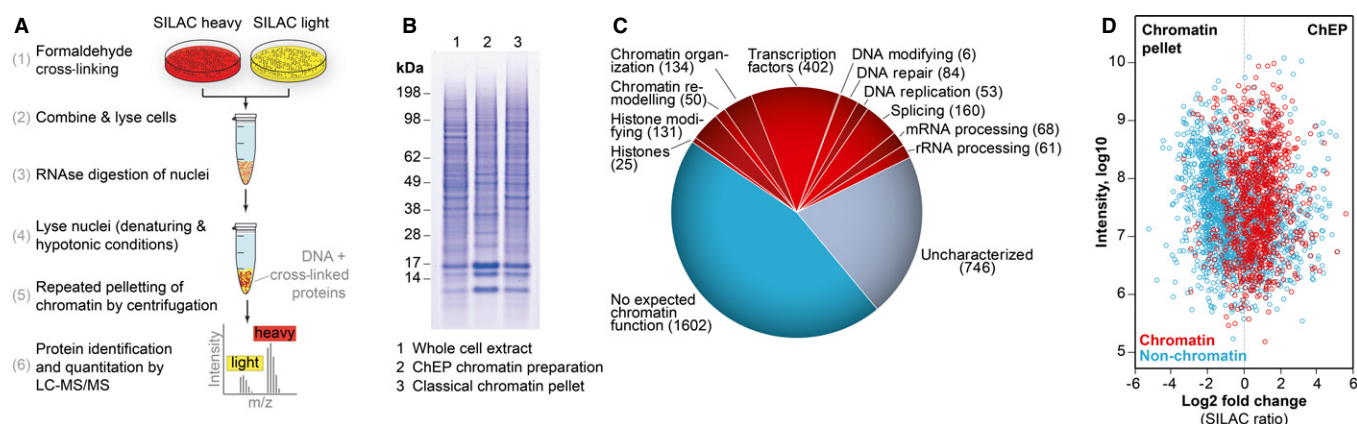 A
SILAC heavy
SILAC light
(1) Formaldehyde
cross-linking
(2) Combine & lyse cells
(3) RNAse digestion of nuclei
(4) Lyse nuclei (denaturing &
hypotonic conditions)
DNA +
cross-linked
proteins
(5) Repeated pelletting of
chromatin by centrifugation
(6) Protein identification
and quantitation by
LC-MS/MS
Intensity
light
heavy
m/z
B
1 2 3
kDa
198
98
62
49
38
28
17
14
1 Whole cell extract
2 ChEP chromatin preparation
3 Classical chromatin pellet
C
Chromatin organ-
ization (134)
Chromatin re-
modelling (50)
Histone modi-
fying (131)
Histones
(25)
Transcription
factors (402)
DNA modifying (6)
DNA repair (84)
DNA replication (53)
Splicing (160)
mRNA processing (68)
rRNA processing (61)
Uncharacterized
(746)
No expected
chromatin
function (1602)
D
Chromatin
pellet
ChEP
Intensity, log10
10
9
8
7
6
5
Chromatin
Non-chromatin
-6 -4 -2 0 2 4 6
Log2 fold change
(SILAC ratio)